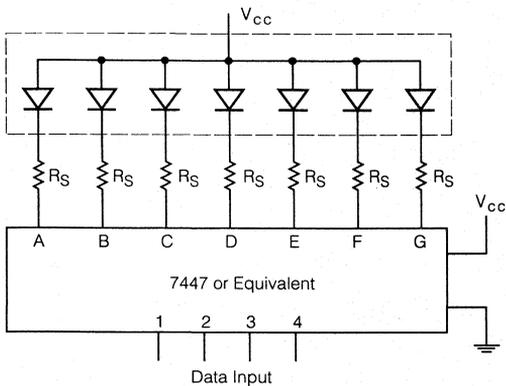 VCC
RS RS RS RS RS RS RS
VCC
A B C D E F G
7447 or Equivalent
1 2 3 4
Data Input